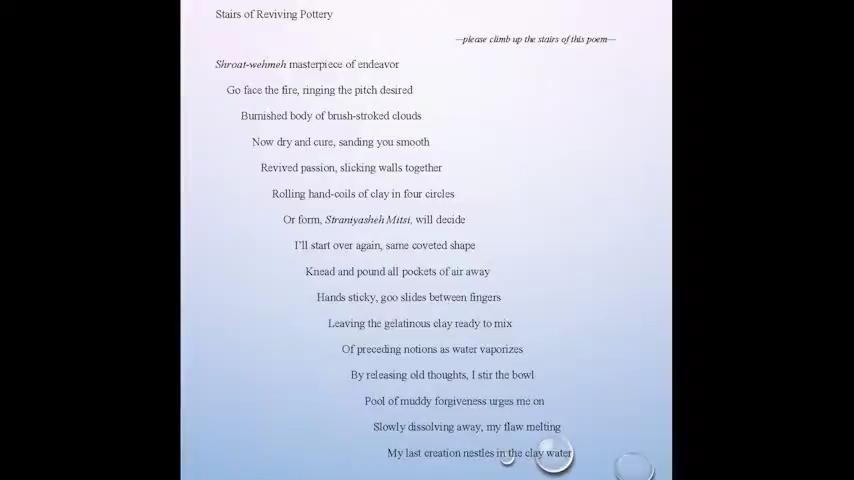 Stairs of Reviving Pottery
—please climb up the stairs of this poem—
Shroat-wehmeh masterpiece of endeavor
Go face the fire, ringing the pitch desired
Burnished body of brush-stroked clouds
Now dry and cure, sanding you smooth
Revived passion, slicking walls together
Rolling hand-coils of clay in four circles
Or form, Straniyasheh Mitsi, will decide
I’ll start over again, same coveted shape
Knead and pound all pockets of air away
Hands sticky, goo slides between fingers
Leaving the gelatinous clay ready to mix
Of preceding notions as water vaporizes
By releasing old thoughts, I stir the bowl
Pool of muddy forgiveness urges me on
Slowly dissolving away, my flaw melting
My last creation nestles in the clay water